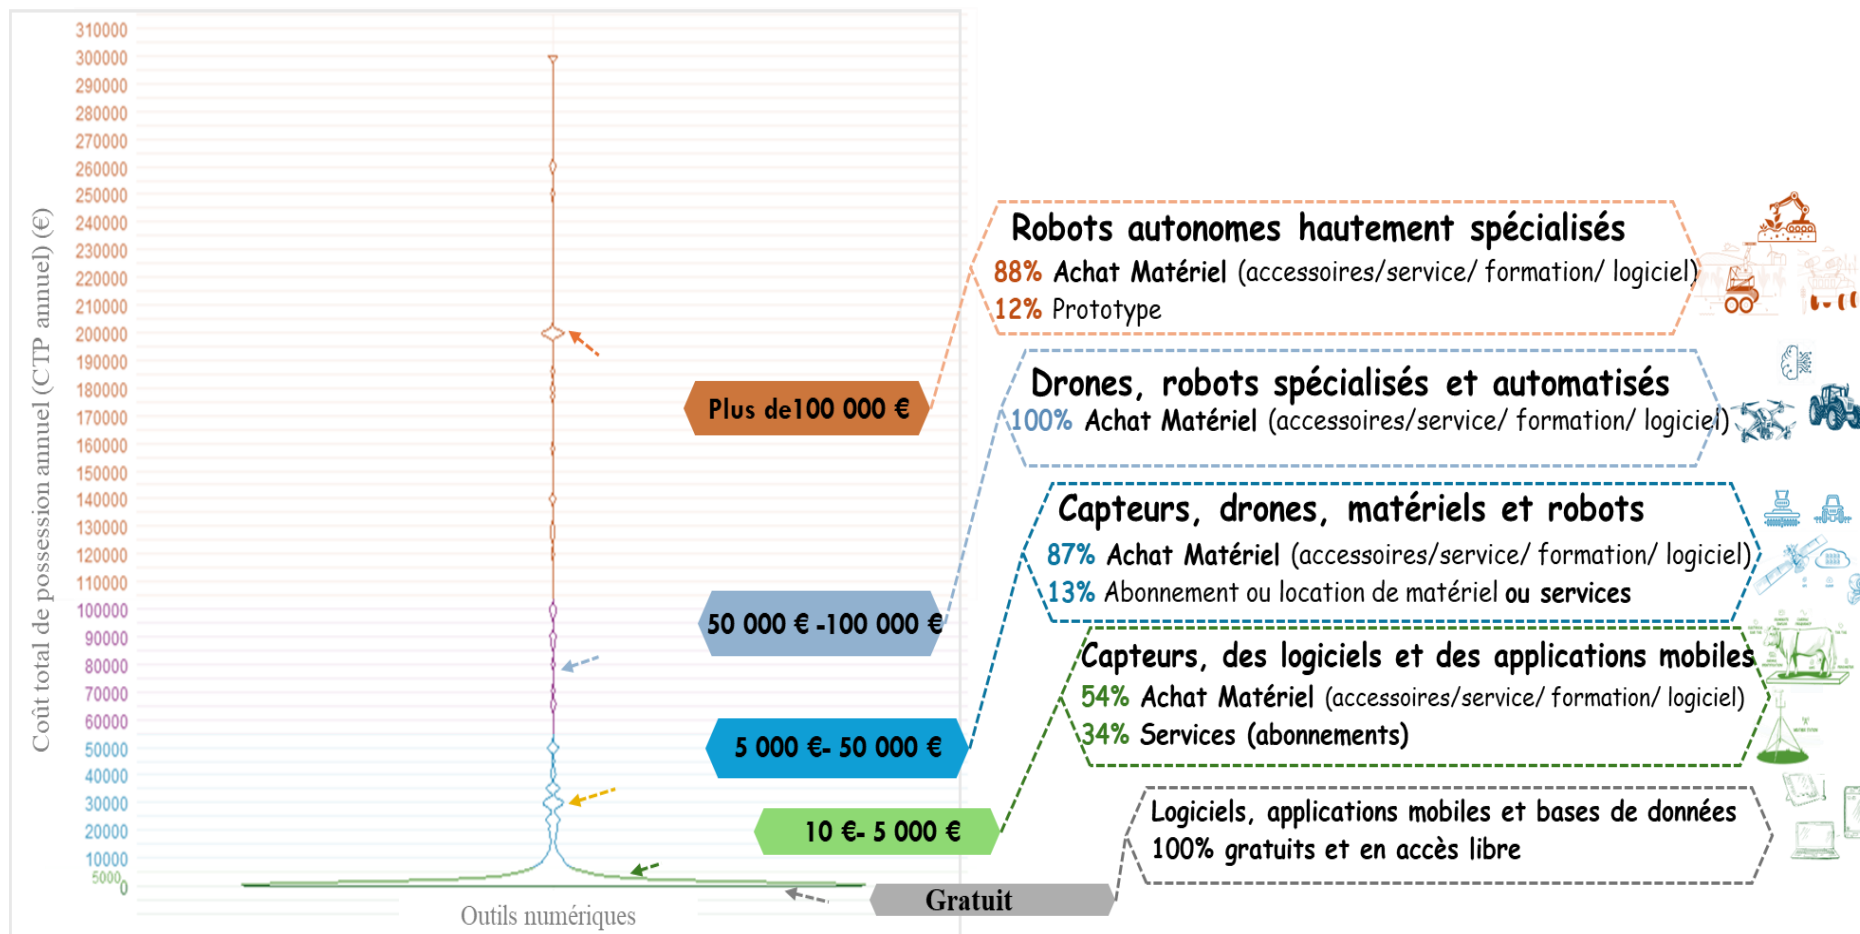 Coût total de possession annuel (CTP annuel) (€)
310000
300000
290000
280000
270000
260000
250000
240000
230000
220000
210000
200000
190000
180000
170000
160000
150000
140000
130000
120000
110000
100000
90000
80000
70000
60000
50000
40000
30000
20000
10000
5000
0
Outils numériques
Plus de100 000 €
50 000 € -100 000 €
5 000 €- 50 000 €
10 €- 5 000 €
Gratuit
Robots autonomes hautement spécialisés
88% Achat Matériel (accessoires/service/ formation/ logiciel)
12% Prototype
Drones, robots spécialisés et automatisés
100% Achat Matériel (accessoires/service/ formation/ logiciel)
Capteurs, drones, matériels et robots
87% Achat Matériel (accessoires/service/ formation/ logiciel)
13% Abonnement ou location de matériel ou services
Capteurs, des logiciels et des applications mobiles
54% Achat Matériel (accessoires/service/ formation/ logiciel)
34% Services (abonnements)
Logiciels, applications mobiles et bases de données
100% gratuits et en accès libre